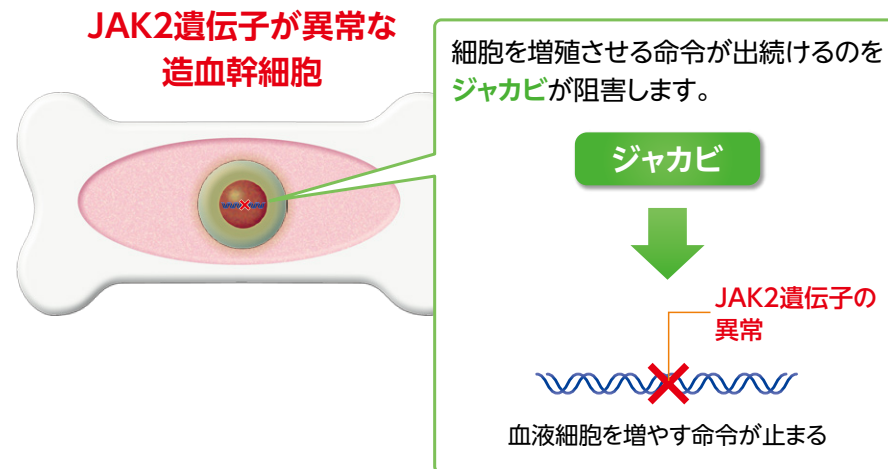 JAK2遺伝子が異常な
造血幹細胞
細胞を増殖させる命令が出続けるのを
ジャカビが阻害します。
ジャカビ
JAK2遺伝子の
異常
血液細胞を増やす命令が止まる